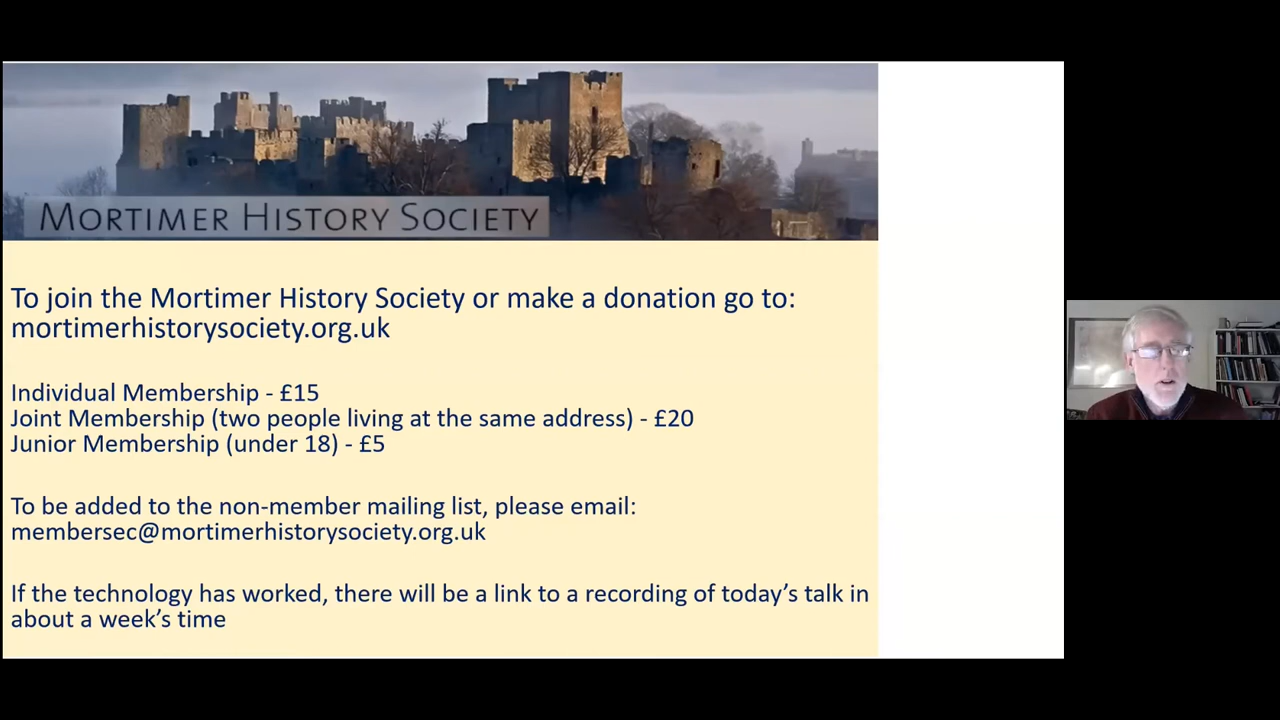 MORTIMER HISTORY SOCIETY
To join the Mortimer History Society or make a donation go to:
mortimerhistorysociety.org.uk
Individual Membership - £15
Joint Membership (two people living at the same address) - £20
Junior Membership (under 18) - £5
To be added to the non-member mailing list, please email:
membersec@mortimerhistorysociety.org.uk
If the technology has worked, there will be a link to a recording of today’s talk in
about a week’s time